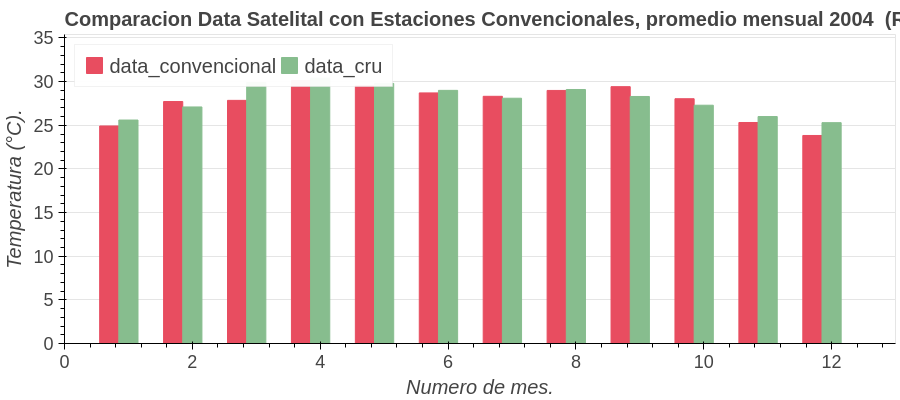 Comparacion Data Satelital con Estaciones Convencionales, promedio mensual 2004 (R
data_convencional data_cru
35
30
25
20
15
10
5
0
Temperatura (°C).
0 2 4 6 8 10 12
Numero de mes.